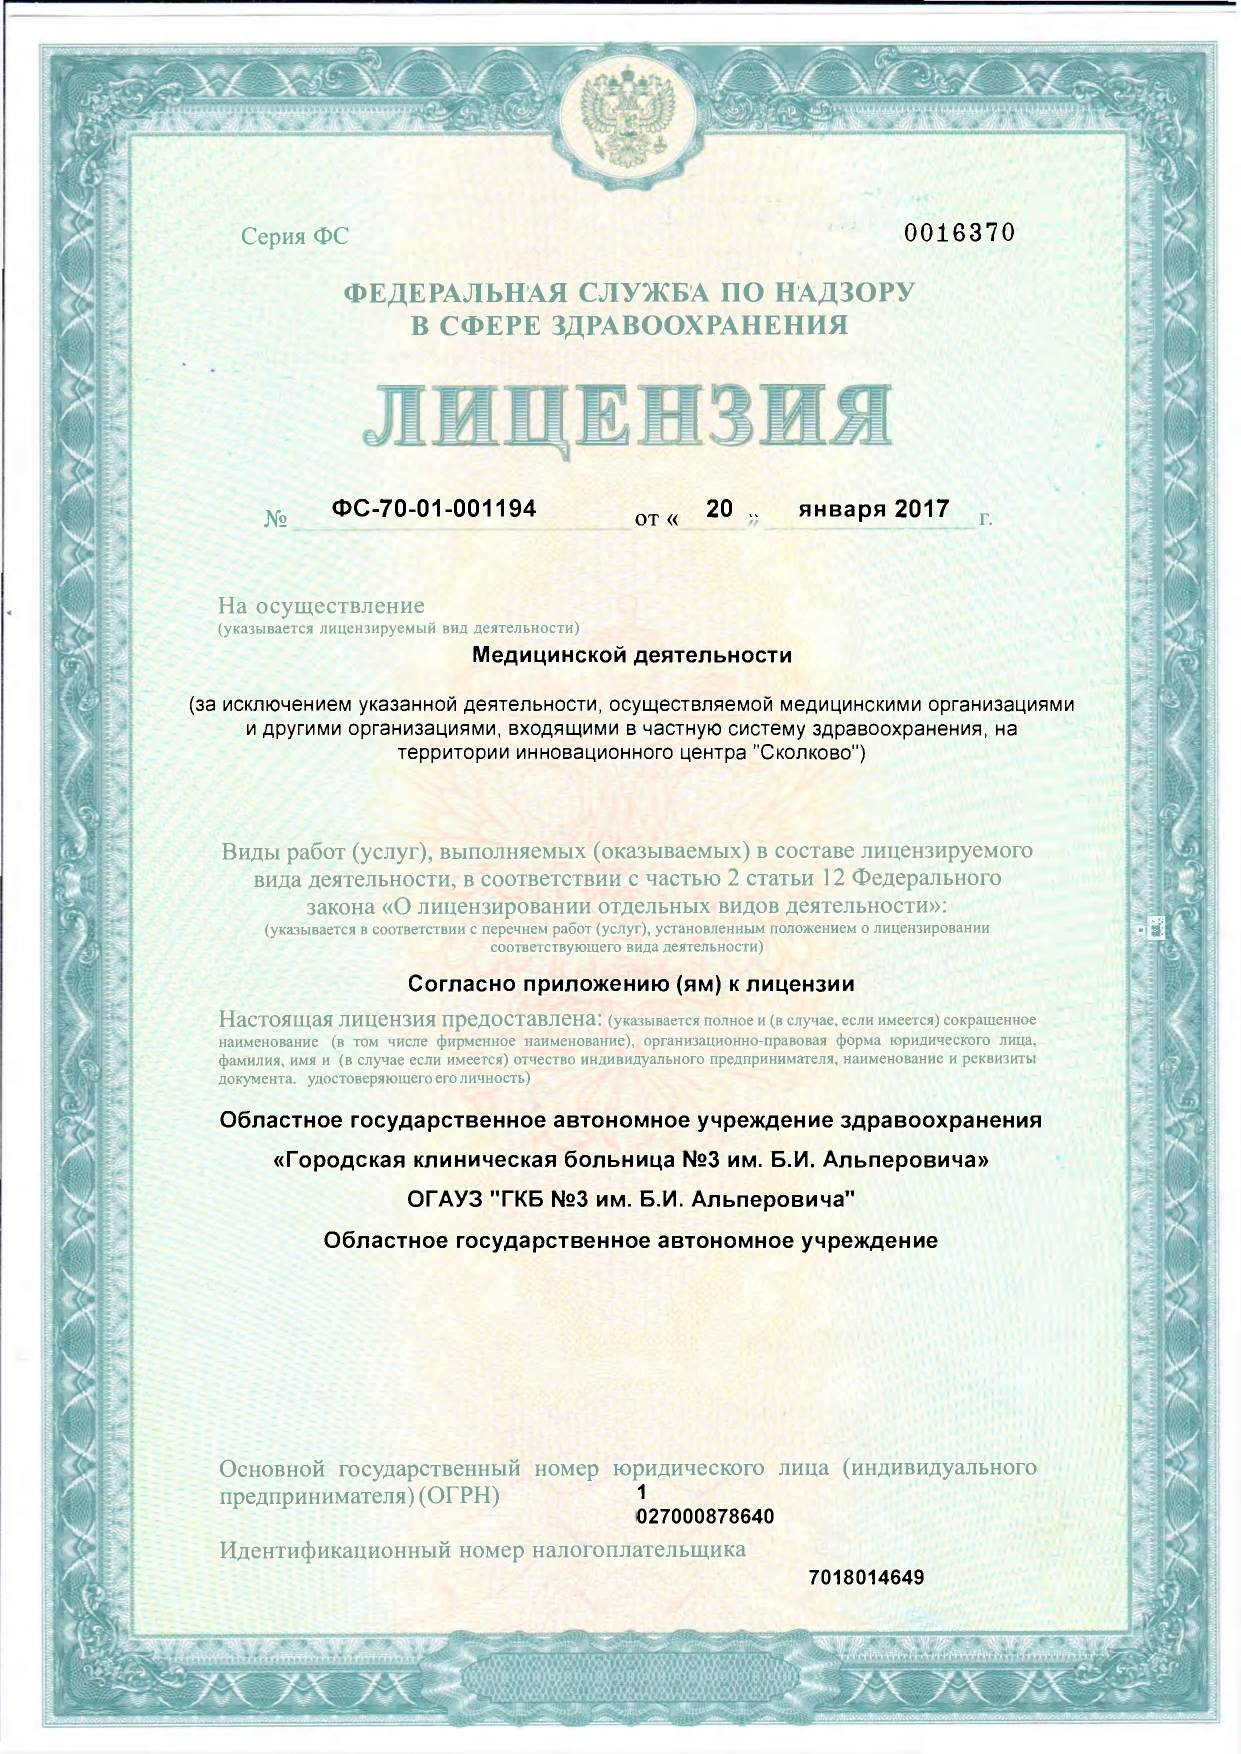 Серия ФС
0016370
ФЕДЕРАЛЬНАЯ СЛУЖБА ПО НАДЗОРУ
В СФЕРЕ ЗДРАВООХРАНЕНИЯ
ЛИЦЕНЗИЯ
№ ФС-70-01-001194 от « 20 » января 2017 г.
На осуществление
(указывается лицензируемый вид деятельности)
Медицинской деятельности
(за исключением указанной деятельности, осуществляемой медицинскими организациями
и другими организациями, входящими в частную систему здравоохранения, на
территории инновационного центра "Сколково")
Виды работ (услуг), выполняемых (оказываемых) в составе лицензируемого
вида деятельности, в соответствии с частью 2 статьи 12 Федерального
закона «О лицензировании отдельных видов деятельности»:
(указывается в соответствии с перечнем работ (услуг), установленным положением о лицензировании
соответствующего вида деятельности)
Согласно приложению (ям) к лицензии
Настоящая лицензия предоставлена: (указывается полное и (в случае, если имеется) сокращенное
наименование (в том числе фирменное наименование), организационно-правовая форма юридического лица,
фамилия, имя и (в случае если имеется) отчество индивидуального предпринимателя, наименование и реквизиты
документа. удостоверяющего его личность)
Областное государственное автономное учреждение здравоохранения
«Городская клиническая больница №3 им. Б.И. Альперовича»
ОГАУЗ "ГКБ №3 им. Б.И. Альперовича"
Областное государственное автономное учреждение
Основной государственный номер юридического лица (индивидуального
предпринимателя) (ОГРН) 1
027000878640
Идентификационный номер налогоплательщика
7018014649